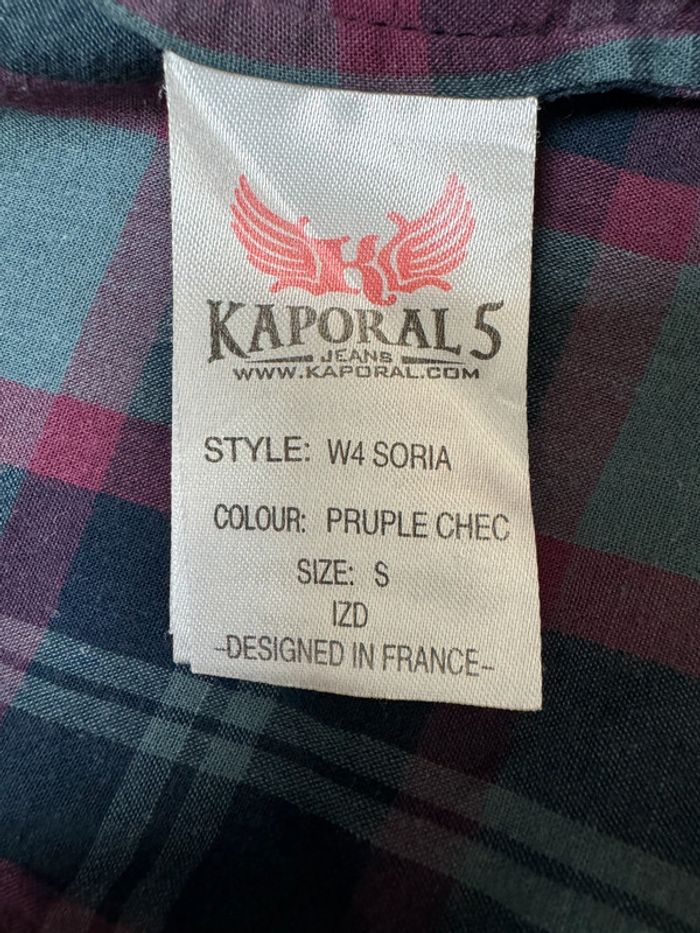 K
KAPORAL 5
JEANS
WWW.KAPORAL.COM
STYLE: W4 SORIA
COLOUR: PRUPLE CHEC
SIZE: S
IZD
-DESIGNED IN FRANCE-